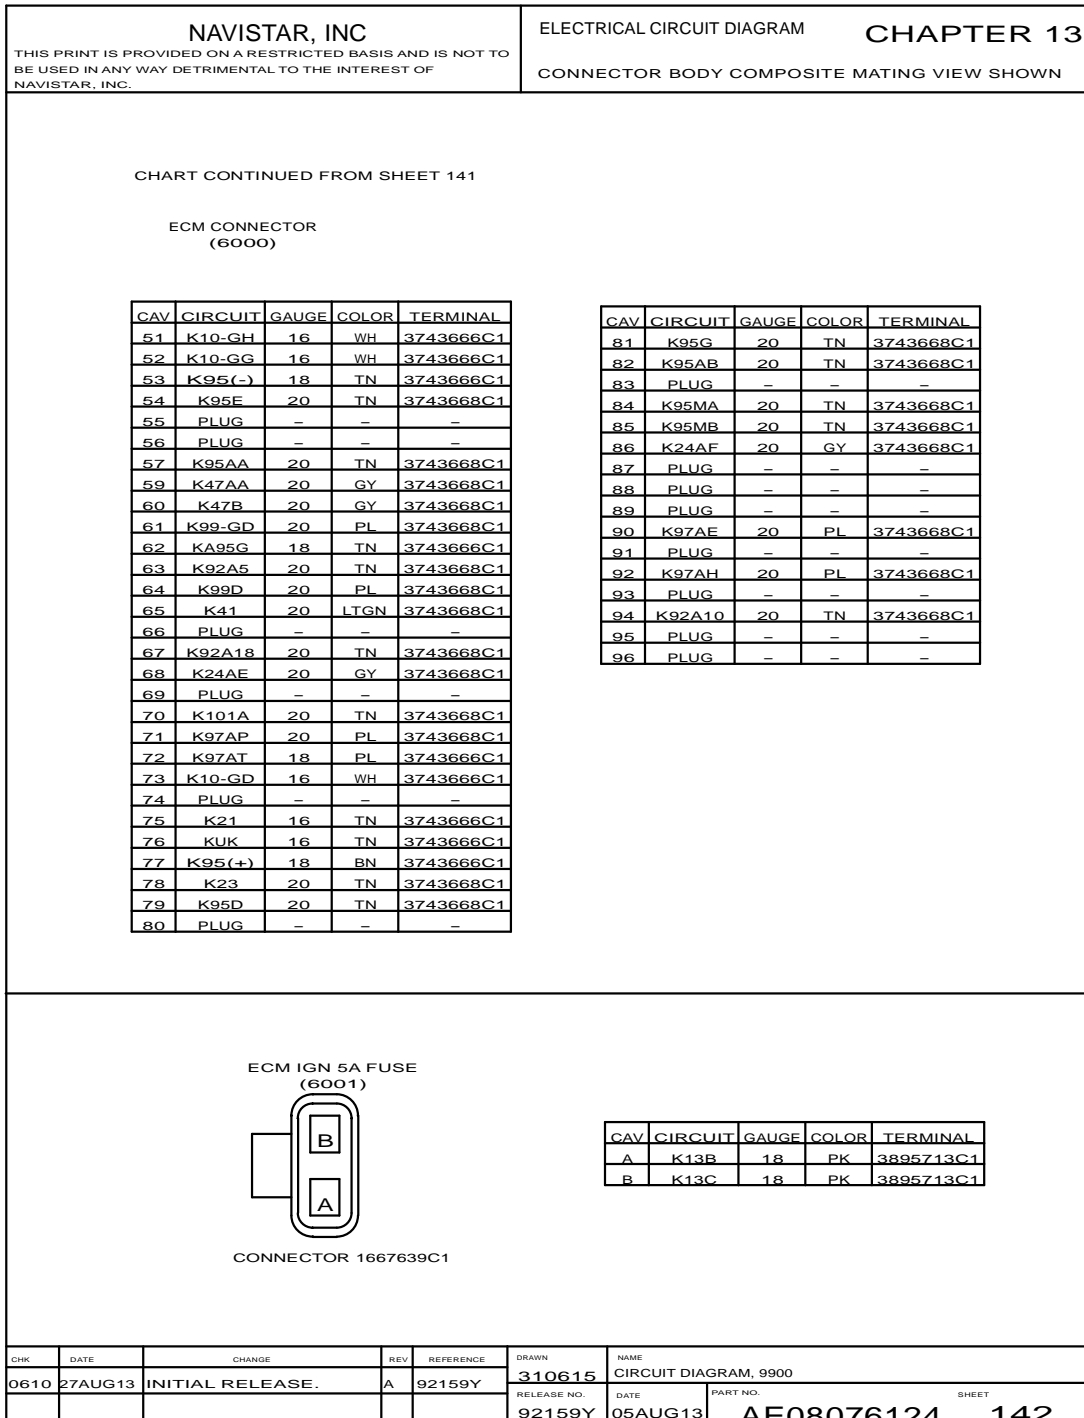 NAVISTAR, INC
THIS PRINT IS PROVIDED ON A RESTRICTED BASIS AND IS NOT TO
BE USED IN ANY WAY DETRIMENTAL TO THE INTEREST OF
NAVISTAR, INC.
ELECTRICAL CIRCUIT DIAGRAM CHAPTER 13
CONNECTOR BODY COMPOSITE MATING VIEW SHOWN
CHART CONTINUED FROM SHEET 141
ECM CONNECTOR
(6000)
CAV CIRCUIT GAUGE COLOR TERMINAL
51 K10-GH 16 WH 3743666C1
52 K10-GG 16 WH 3743666C1
53 K95(-) 18 TN 3743666C1
54 K95E 20 TN 3743668C1
55 PLUG – – –
56 PLUG – – –
57 K95AA 20 TN 3743668C1
59 K47AA 20 GY 3743668C1
60 K47B 20 GY 3743668C1
61 K99-GD 20 PL 3743668C1
62 KA95G 18 TN 3743666C1
63 K92A5 20 TN 3743668C1
64 K99D 20 PL 3743668C1
65 K41 20 LTGN 3743668C1
66 PLUG – – –
67 K92A18 20 TN 3743668C1
68 K24AE 20 GY 3743668C1
69 PLUG – – –
70 K101A 20 TN 3743668C1
71 K97AP 20 PL 3743668C1
72 K97AT 18 PL 3743666C1
73 K10-GD 16 WH 3743666C1
74 PLUG – – –
75 K21 16 TN 3743666C1
76 KUK 16 TN 3743666C1
77 K95(+) 18 BN 3743666C1
78 K23 20 TN 3743668C1
79 K95D 20 TN 3743668C1
80 PLUG – – –
CAV CIRCUIT GAUGE COLOR TERMINAL
81 K95G 20 TN 3743668C1
82 K95AB 20 TN 3743668C1
83 PLUG – – –
84 K95MA 20 TN 3743668C1
85 K95MB 20 TN 3743668C1
86 K24AF 20 GY 3743668C1
87 PLUG – – –
88 PLUG – – –
89 PLUG – – –
90 K97AE 20 PL 3743668C1
91 PLUG – – –
92 K97AH 20 PL 3743668C1
93 PLUG – – –
94 K92A10 20 TN 3743668C1
95 PLUG – – –
96 PLUG – – –
ECM IGN 5A FUSE
(6001)
B
A
CONNECTOR 1667639C1
CAV CIRCUIT GAUGE COLOR TERMINAL
A K13B 18 PK 3895713C1
B K13C 18 PK 3895713C1
CHK DATE CHANGE REV REFERENCE
0610 27AUG13 INITIAL RELEASE. A 92159Y
DRAWN
310615
NAME
CIRCUIT DIAGRAM, 9900
RELEASE NO.
92159Y
DATE
05AUG13
PART NO.
AE08076124
SHEET
142